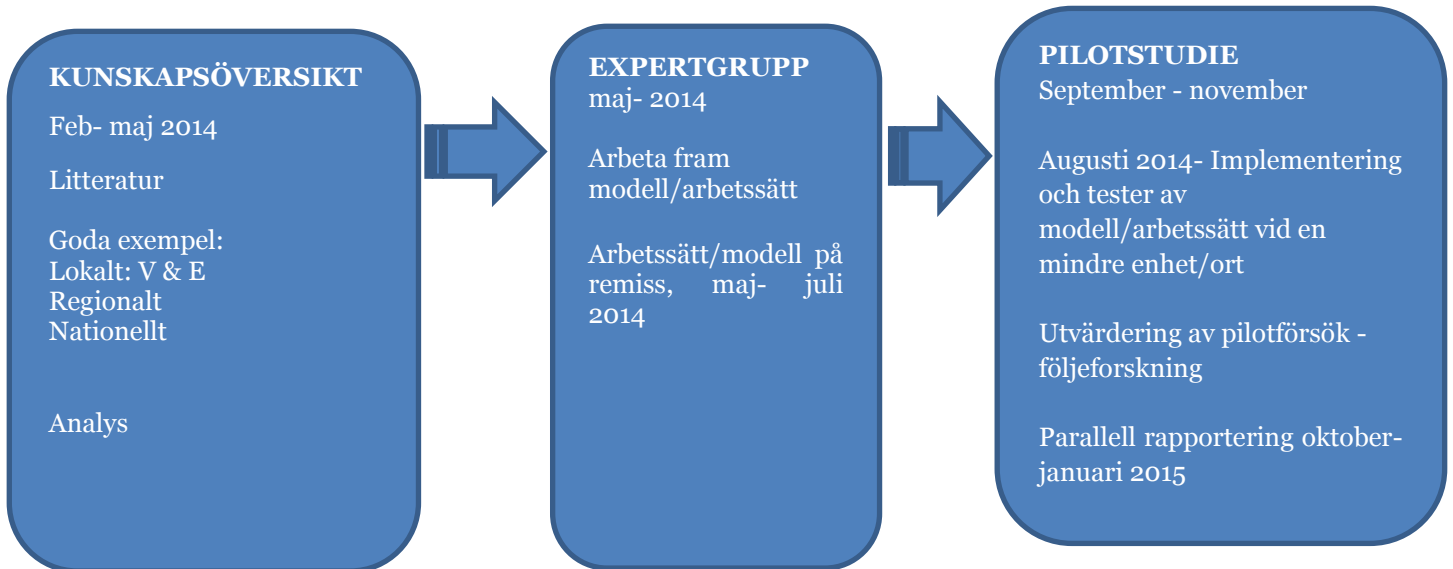 KUNSKAPSÖVERSIKT
Feb- maj 2014
Litteratur
Goda exempel:
Lokalt: V & E
Regionalt
Nationellt
Analys
EXPERTGRUPP
maj- 2014
Arbeta fram
modell/arbetssätt
Arbetssätt/modell på
remiss, maj- juli
2014
PILOTSTUDIE
September - november
Augusti 2014- Implementering
och tester av
modell/arbetssätt vid en
mindre enhet/ort
Utvärdering av pilotförsök -
följeforskning
Parallell rapportering oktober-
januari 2015